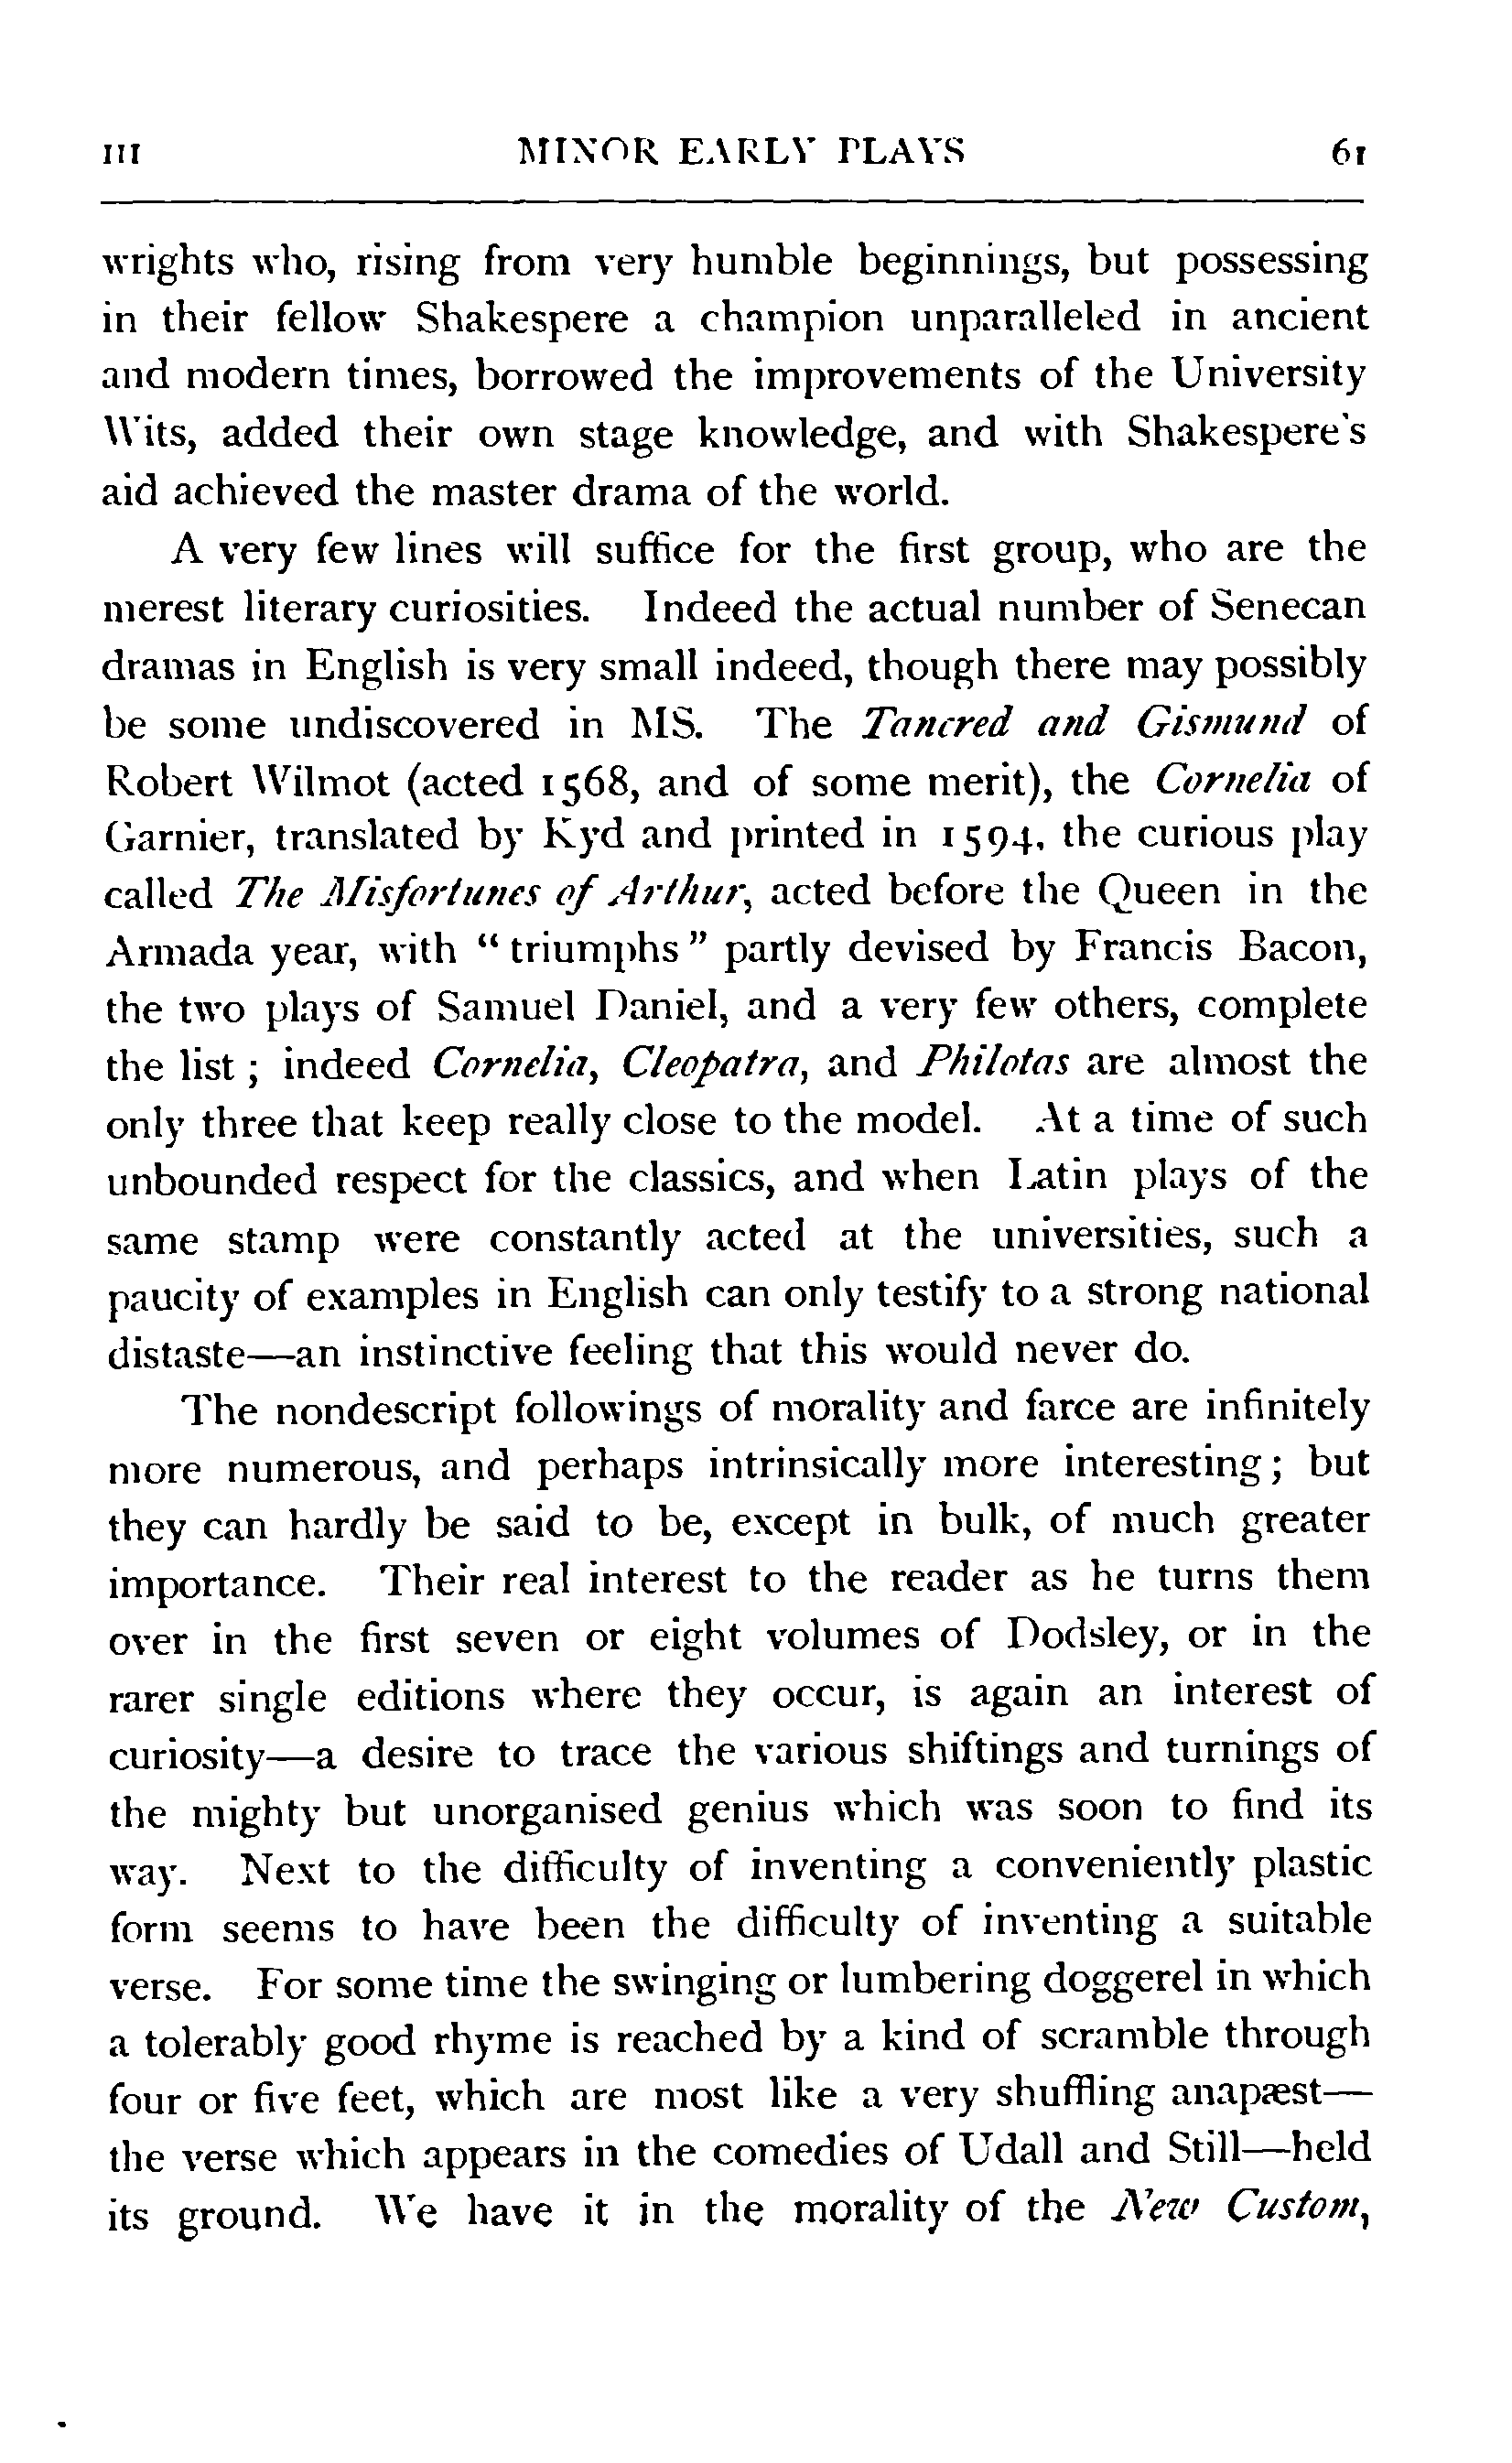 III MINOR EARLY PLAYS 61
wrights who, rising from very humble beginnings, but possessing
in their fellow Shakespere a champion unparalleled in ancient
and modern times, borrowed the improvements of the University
Wits, added their own stage knowledge, and with Shakespere's
aid achieved the master drama of the world.
A very few lines will suffice for the first group, who are the
merest literary curiosities. Indeed the actual number of Senecan
dramas in English is very small indeed, though there may possibly
be some undiscovered in MS. The Tancred and Gismund of
Robert Wilmot (acted 1568, and of some merit), the Cornelia of
Garnier, translated by Kyd and printed in 1594, the curious play
called The Misfortunes of Arthur, acted before the Queen in the
Armada year, with “ triumphs ” partly devised by Francis Bacon,
the two plays of Samuel Daniel, and a very few others, complete
the list ; indeed Cornelia, Cleopatra, and Philotas are almost the
only three that keep really close to the model. At a time of such
unbounded respect for the classics, and when Latin plays of the
same stamp were constantly acted at the universities, such a
paucity of examples in English can only testify to a strong national
distaste—an instinctive feeling that this would never do.
The nondescript followings of morality and farce are infinitely
more numerous, and perhaps intrinsically more interesting ; but
they can hardly be said to be, except in bulk, of much greater
importance. Their real interest to the reader as he turns them
over in the first seven or eight volumes of Dodsley, or in the
rarer single editions where they occur, is again an interest of
curiosity—a desire to trace the various shiftings and turnings of
the mighty but unorganised genius which was soon to find its
way. Next to the difficulty of inventing a conveniently plastic
form seems to have been the difficulty of inventing a suitable
verse. For some time the swinging or lumbering doggerel in which
a tolerably good rhyme is reached by a kind of scramble through
four or five feet, which are most like a very shuffling anapæst—
the verse which appears in the comedies of Udall and Still—held
its ground. We have it in the morality of the New Custom,